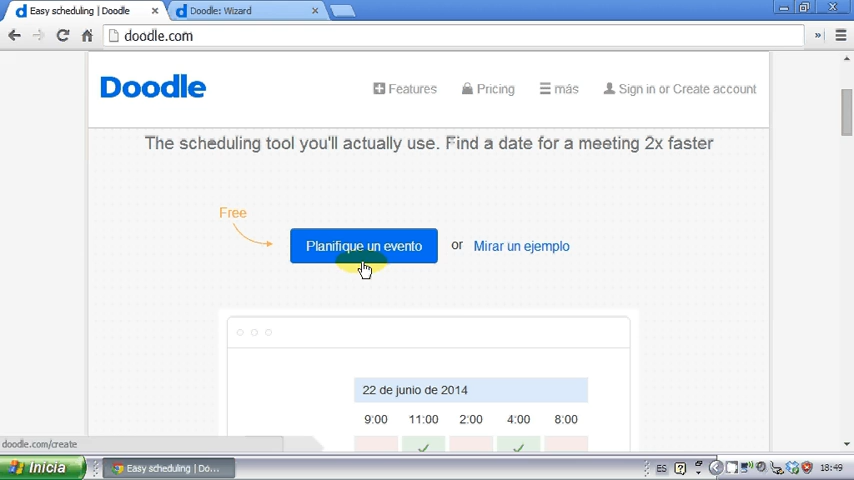 Easy scheduling | Doodle
Doodle: Wizard
doodle.com
Doodle
Features
Pricing
más
Sign in or Create account
The scheduling tool you'll actually use. Find a date for a meeting 2x faster
Free
Planifique un evento
or
Mirar un ejemplo
22 de junio de 2014
9:00 11:00 2:00 4:00 8:00
doodle.com/create
Inicia
Easy scheduling | Do...
ES
18:49